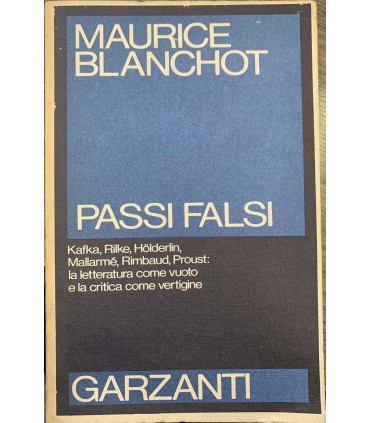 MAURICE
BLANCHOT
PASSI FALSI
Kafka, Rilke, Hölderlin,
Mallarmé, Rimbaud, Proust:
la letteratura come vuoto
e la critica come vertigine
GARZANTI